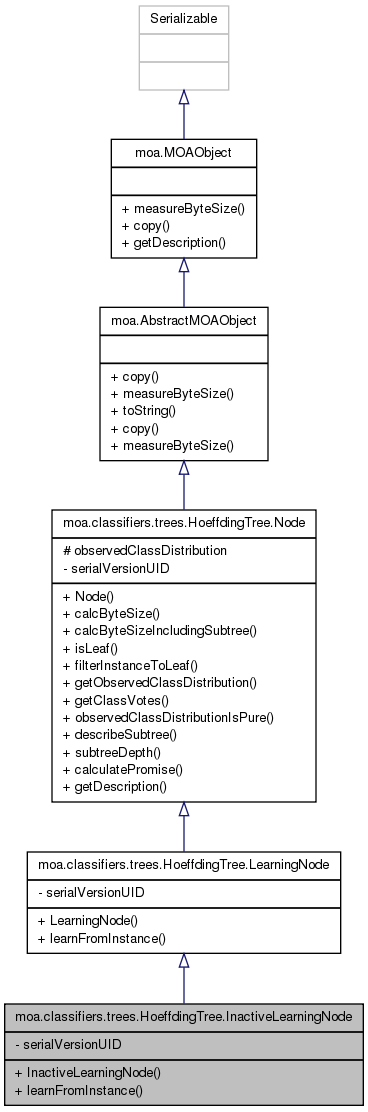 Serializable
moa.MOAObject
+ measureByteSize()
+ copy()
+ getDescription()
moa.AbstractMOAObject
+ copy()
+ measureByteSize()
+ toString()
+ copy()
+ measureByteSize()
moa.classifiers.trees.HoeffdingTree.Node
# observedClassDistribution
- serialVersionUID
+ Node()
+ calcByteSize()
+ calcByteSizeIncludingSubtree()
+ isLeaf()
+ filterInstanceToLeaf()
+ getObservedClassDistribution()
+ getClassVotes()
+ observedClassDistributionIsPure()
+ describeSubtree()
+ subtreeDepth()
+ calculatePromise()
+ getDescription()
moa.classifiers.trees.HoeffdingTree.LearningNode
- serialVersionUID
+ LearningNode()
+ learnFromInstance()
moa.classifiers.trees.HoeffdingTree.InactiveLearningNode
- serialVersionUID
+ InactiveLearningNode()
+ learnFromInstance()